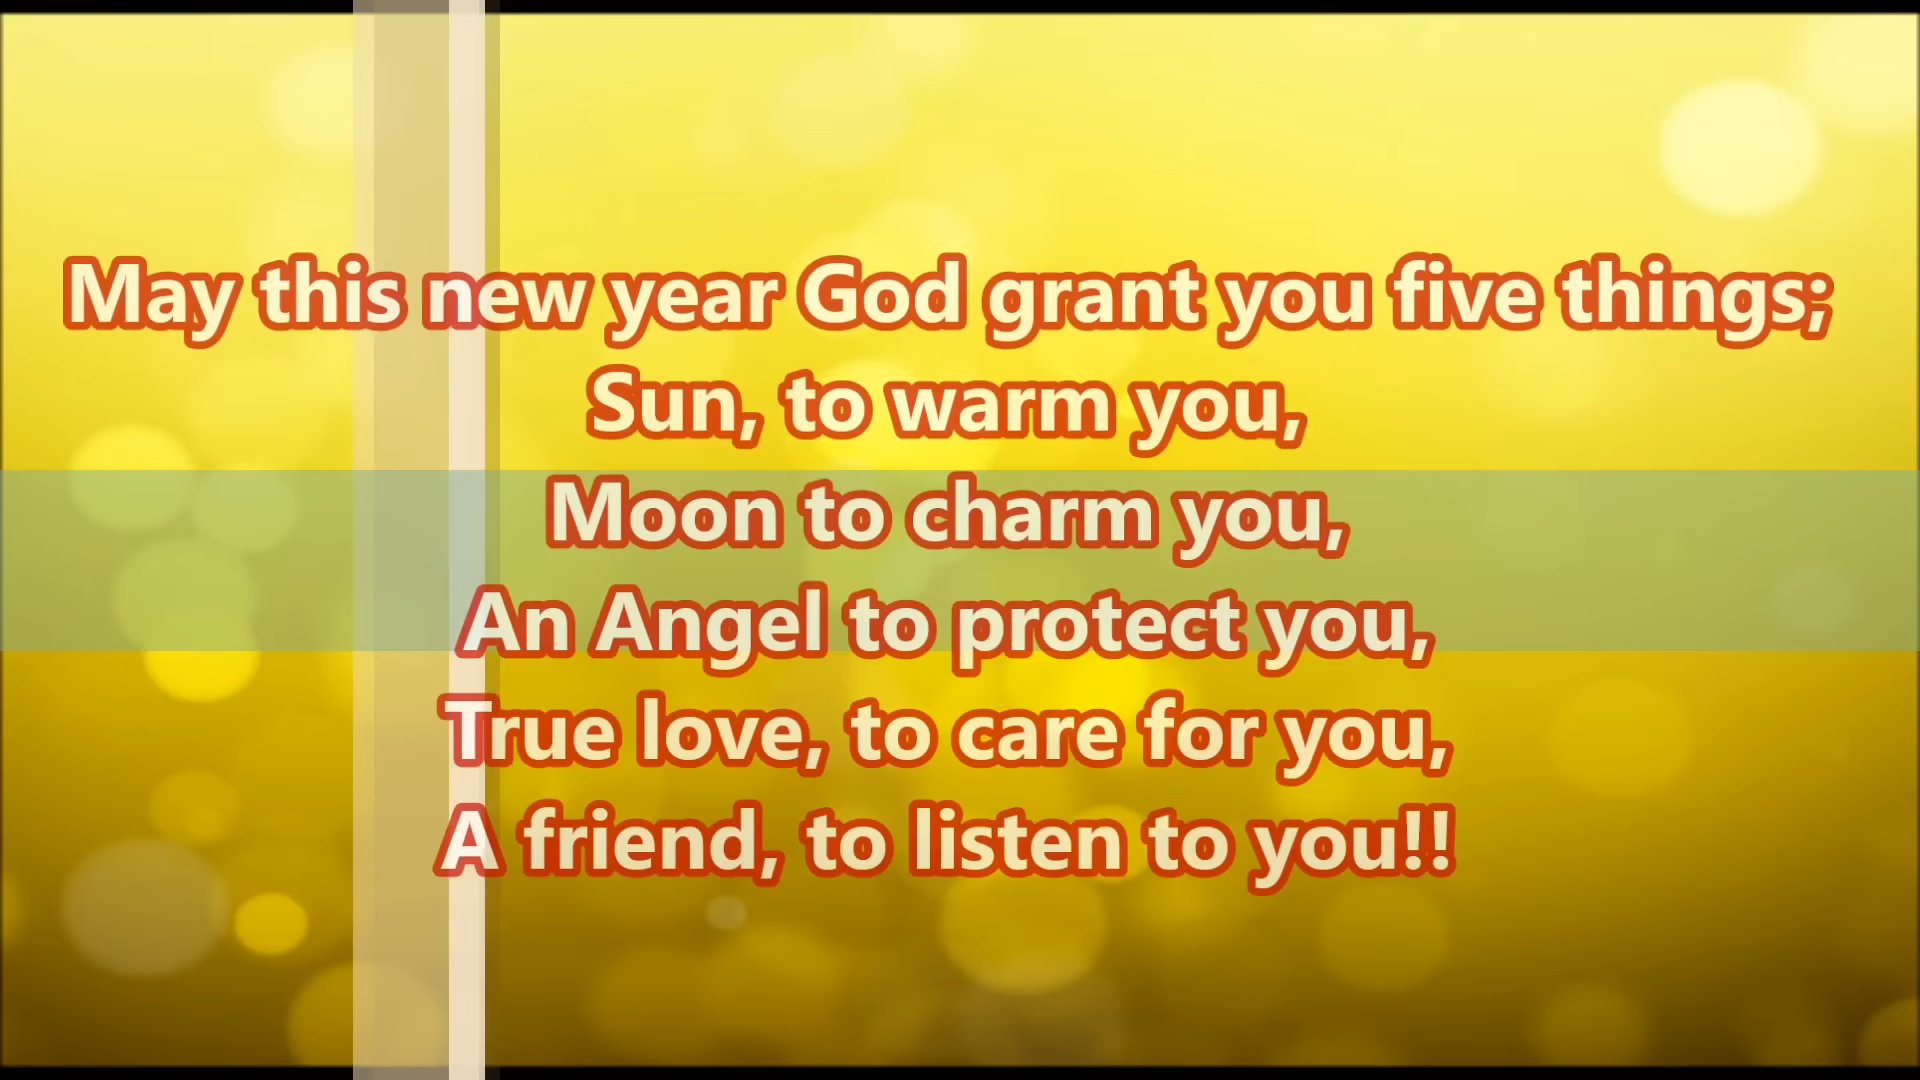 May this new year God grant you five things;
Sun, to warm you,
Moon to charm you,
An Angel to protect you,
True love, to care for you,
A friend, to listen to you!!